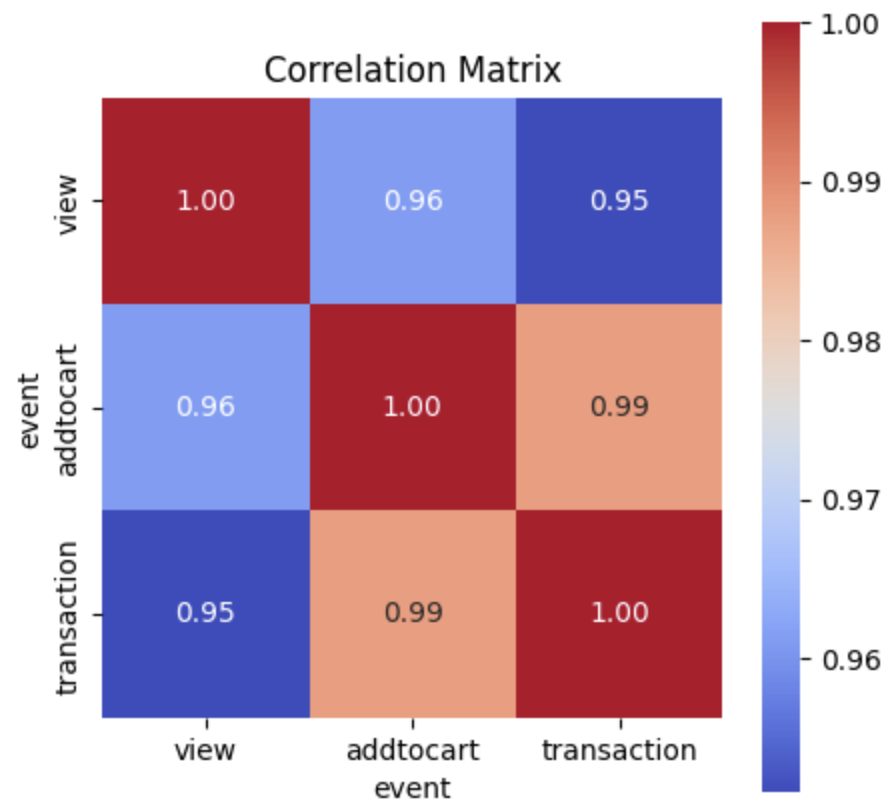 Correlation Matrix
1.00
0.96
0.95
0.96
1.00
0.99
0.95
0.99
1.00
view
addtocart
transaction
event
view
addtocart
transaction
event
1.00
0.99
0.98
0.97
0.96